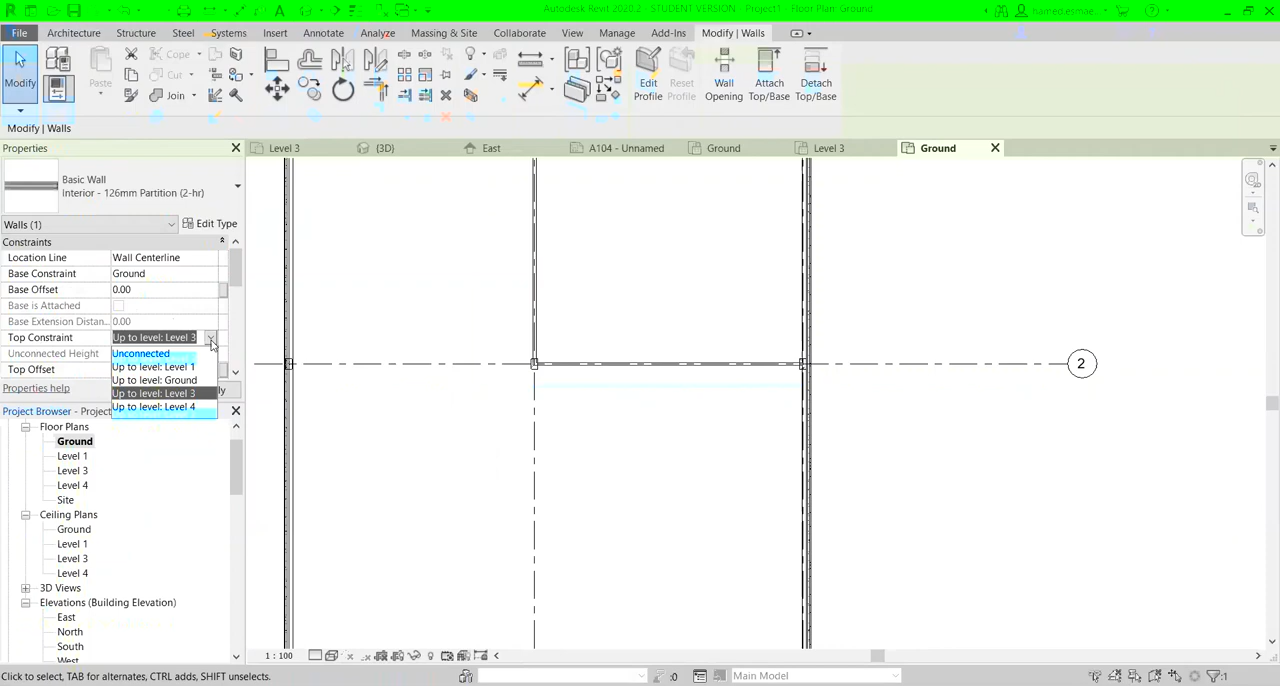 Autodesk Revit 2020.2 - STUDENT VERSION - Project1 - Floor Plan: Ground
hamed.esmae...
File Architecture Structure Steel Systems Insert Annotate Analyze Massing & Site Collaborate View Manage Add-Ins Modify | Walls
Modify
Paste
Cope
Cut
Join
Edit Profile
Reset Profile
Wall Opening
Attach Top/Base
Detach Top/Base
Modify | Walls
Properties
Level 3
{3D}
East
A104 - Unnamed
Ground
Level 3
Ground
Basic Wall
Interior - 126mm Partition (2-hr)
Walls (1)
Edit Type
Constraints
Location Line Wall Centerline
Base Constraint Ground
Base Offset 0.00
Base is Attached
Base Extension Distan... 0.00
Top Constraint Up to level: Level 3
Unconnected Height
Top Offset
Unconnected
Up to level: Level 1
Up to level: Ground
Up to level: Level 3
Up to level: Level 4
Properties help
Project Browser - Project
Floor Plans
Ground
Level 1
Level 3
Level 4
Site
Ceiling Plans
Ground
Level 1
Level 3
Level 4
3D Views
Elevations (Building Elevation)
East
North
South
West
2
1 : 100
Click to select, TAB for alternates, CTRL adds, SHIFT unselects.
:0
Main Model
:1